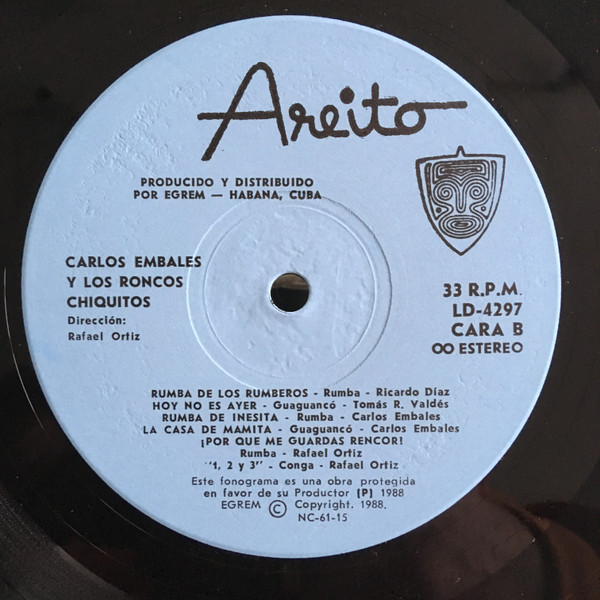 Areito
PRODUCIDO Y DISTRIBUIDO
POR EGREM — HABANA, CUBA
CARLOS EMBALES
Y LOS RONCOS
CHIQUITOS
Dirección:
Rafael Ortiz
33 R.P.M.
LD-4297
CARA B
∞ ESTEREO
RUMBA DE LOS RUMBEROS - Rumba - Ricardo Díaz
HOY NO ES AYER - Guaguancó - Tomás R. Valdés
RUMBA DE INESITA - Rumba - Carlos Embales
LA CASA DE MAMITA - Guaguancó - Carlos Embales
¡POR QUE ME GUARDAS RENCOR!
Rumba - Rafael Ortiz
"1, 2 y 3" - Conga - Rafael Ortiz
Este fonograma es una obra protegida
en favor de su Productor (P) 1988
EGREM © Copyright. 1988.
NC-61-15